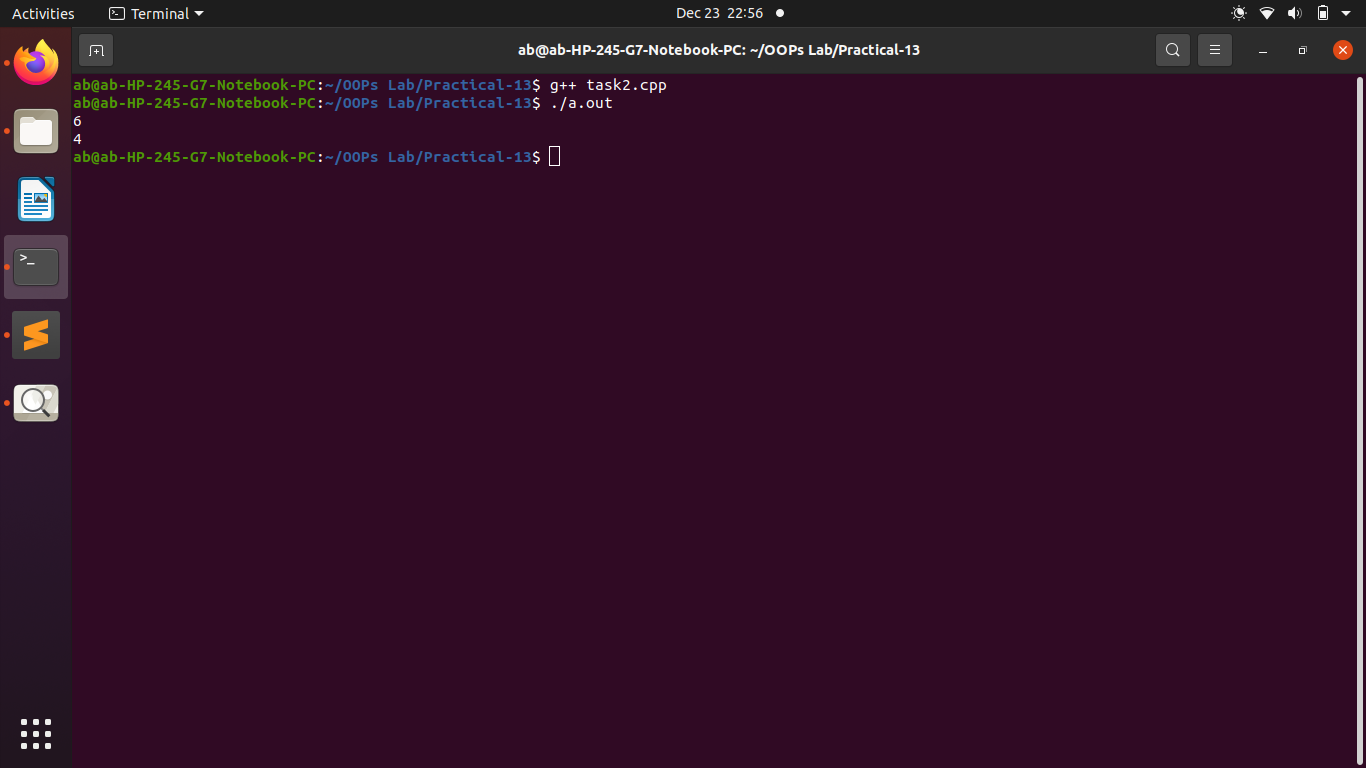 Activities Terminal Dec 23 22:56
ab@ab-HP-245-G7-Notebook-PC: ~/OOPs Lab/Practical-13
ab@ab-HP-245-G7-Notebook-PC:~/OOPs Lab/Practical-13$ g++ task2.cpp
ab@ab-HP-245-G7-Notebook-PC:~/OOPs Lab/Practical-13$ ./a.out
6
4
ab@ab-HP-245-G7-Notebook-PC:~/OOPs Lab/Practical-13$